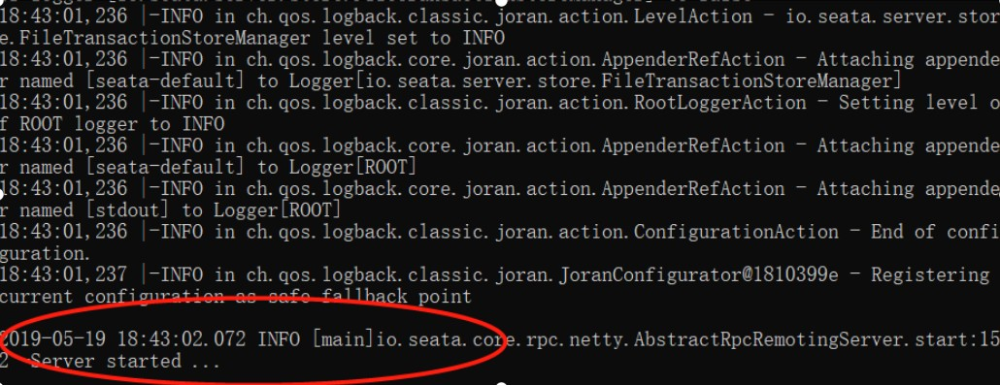 18:43:01,236 |-INFO in ch.qos.logback.classic.joran.action.LevelAction - io.seata.server.stor
e.FileTransactionStoreManager level set to INFO
18:43:01,236 |-INFO in ch.qos.logback.core.joran.action.AppenderRefAction - Attaching appende
r named [seata-default] to Logger[io.seata.server.store.FileTransactionStoreManager]
18:43:01,236 |-INFO in ch.qos.logback.classic.joran.action.RootLoggerAction - Setting level o
f ROOT logger to INFO
18:43:01,236 |-INFO in ch.qos.logback.core.joran.action.AppenderRefAction - Attaching appende
r named [seata-default] to Logger[ROOT]
18:43:01,236 |-INFO in ch.qos.logback.core.joran.action.AppenderRefAction - Attaching appende
r named [stdout] to Logger[ROOT]
18:43:01,236 |-INFO in ch.qos.logback.classic.joran.action.ConfigurationAction - End of confi
guration.
18:43:01,237 |-INFO in ch.qos.logback.classic.joran.JoranConfigurator@1810399e - Registering
current configuration as safe fallback point
2019-05-19 18:43:02.072 INFO [main]io.seata.core.rpc.netty.AbstractRpcRemotingServer.start:15
2 -Server started ...